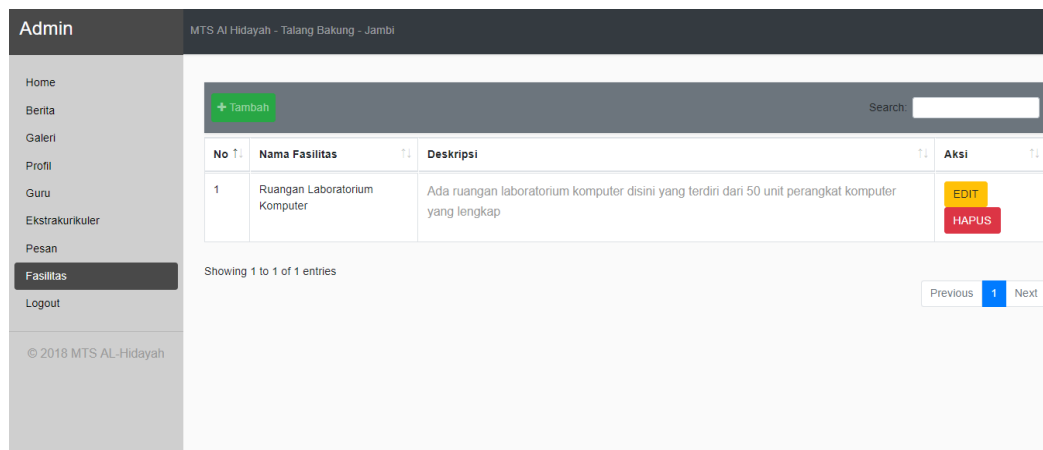 Admin
MTS Al Hidayah - Talang Bakung - Jambi
Home
Berita
Galeri
Profil
Guru
Ekstrakurikuler
Pesan
Fasilitas
Logout
© 2018 MTS AL-Hidayah
+ Tambah
Search:
No Nama Fasilitas Deskripsi Aksi
1 Ruangan Laboratorium Ada ruangan laboratorium komputer disini yang terdiri dari 50 unit perangkat komputer EDIT
Komputer yang lengkap HAPUS
Showing 1 to 1 of 1 entries
Previous 1 Next